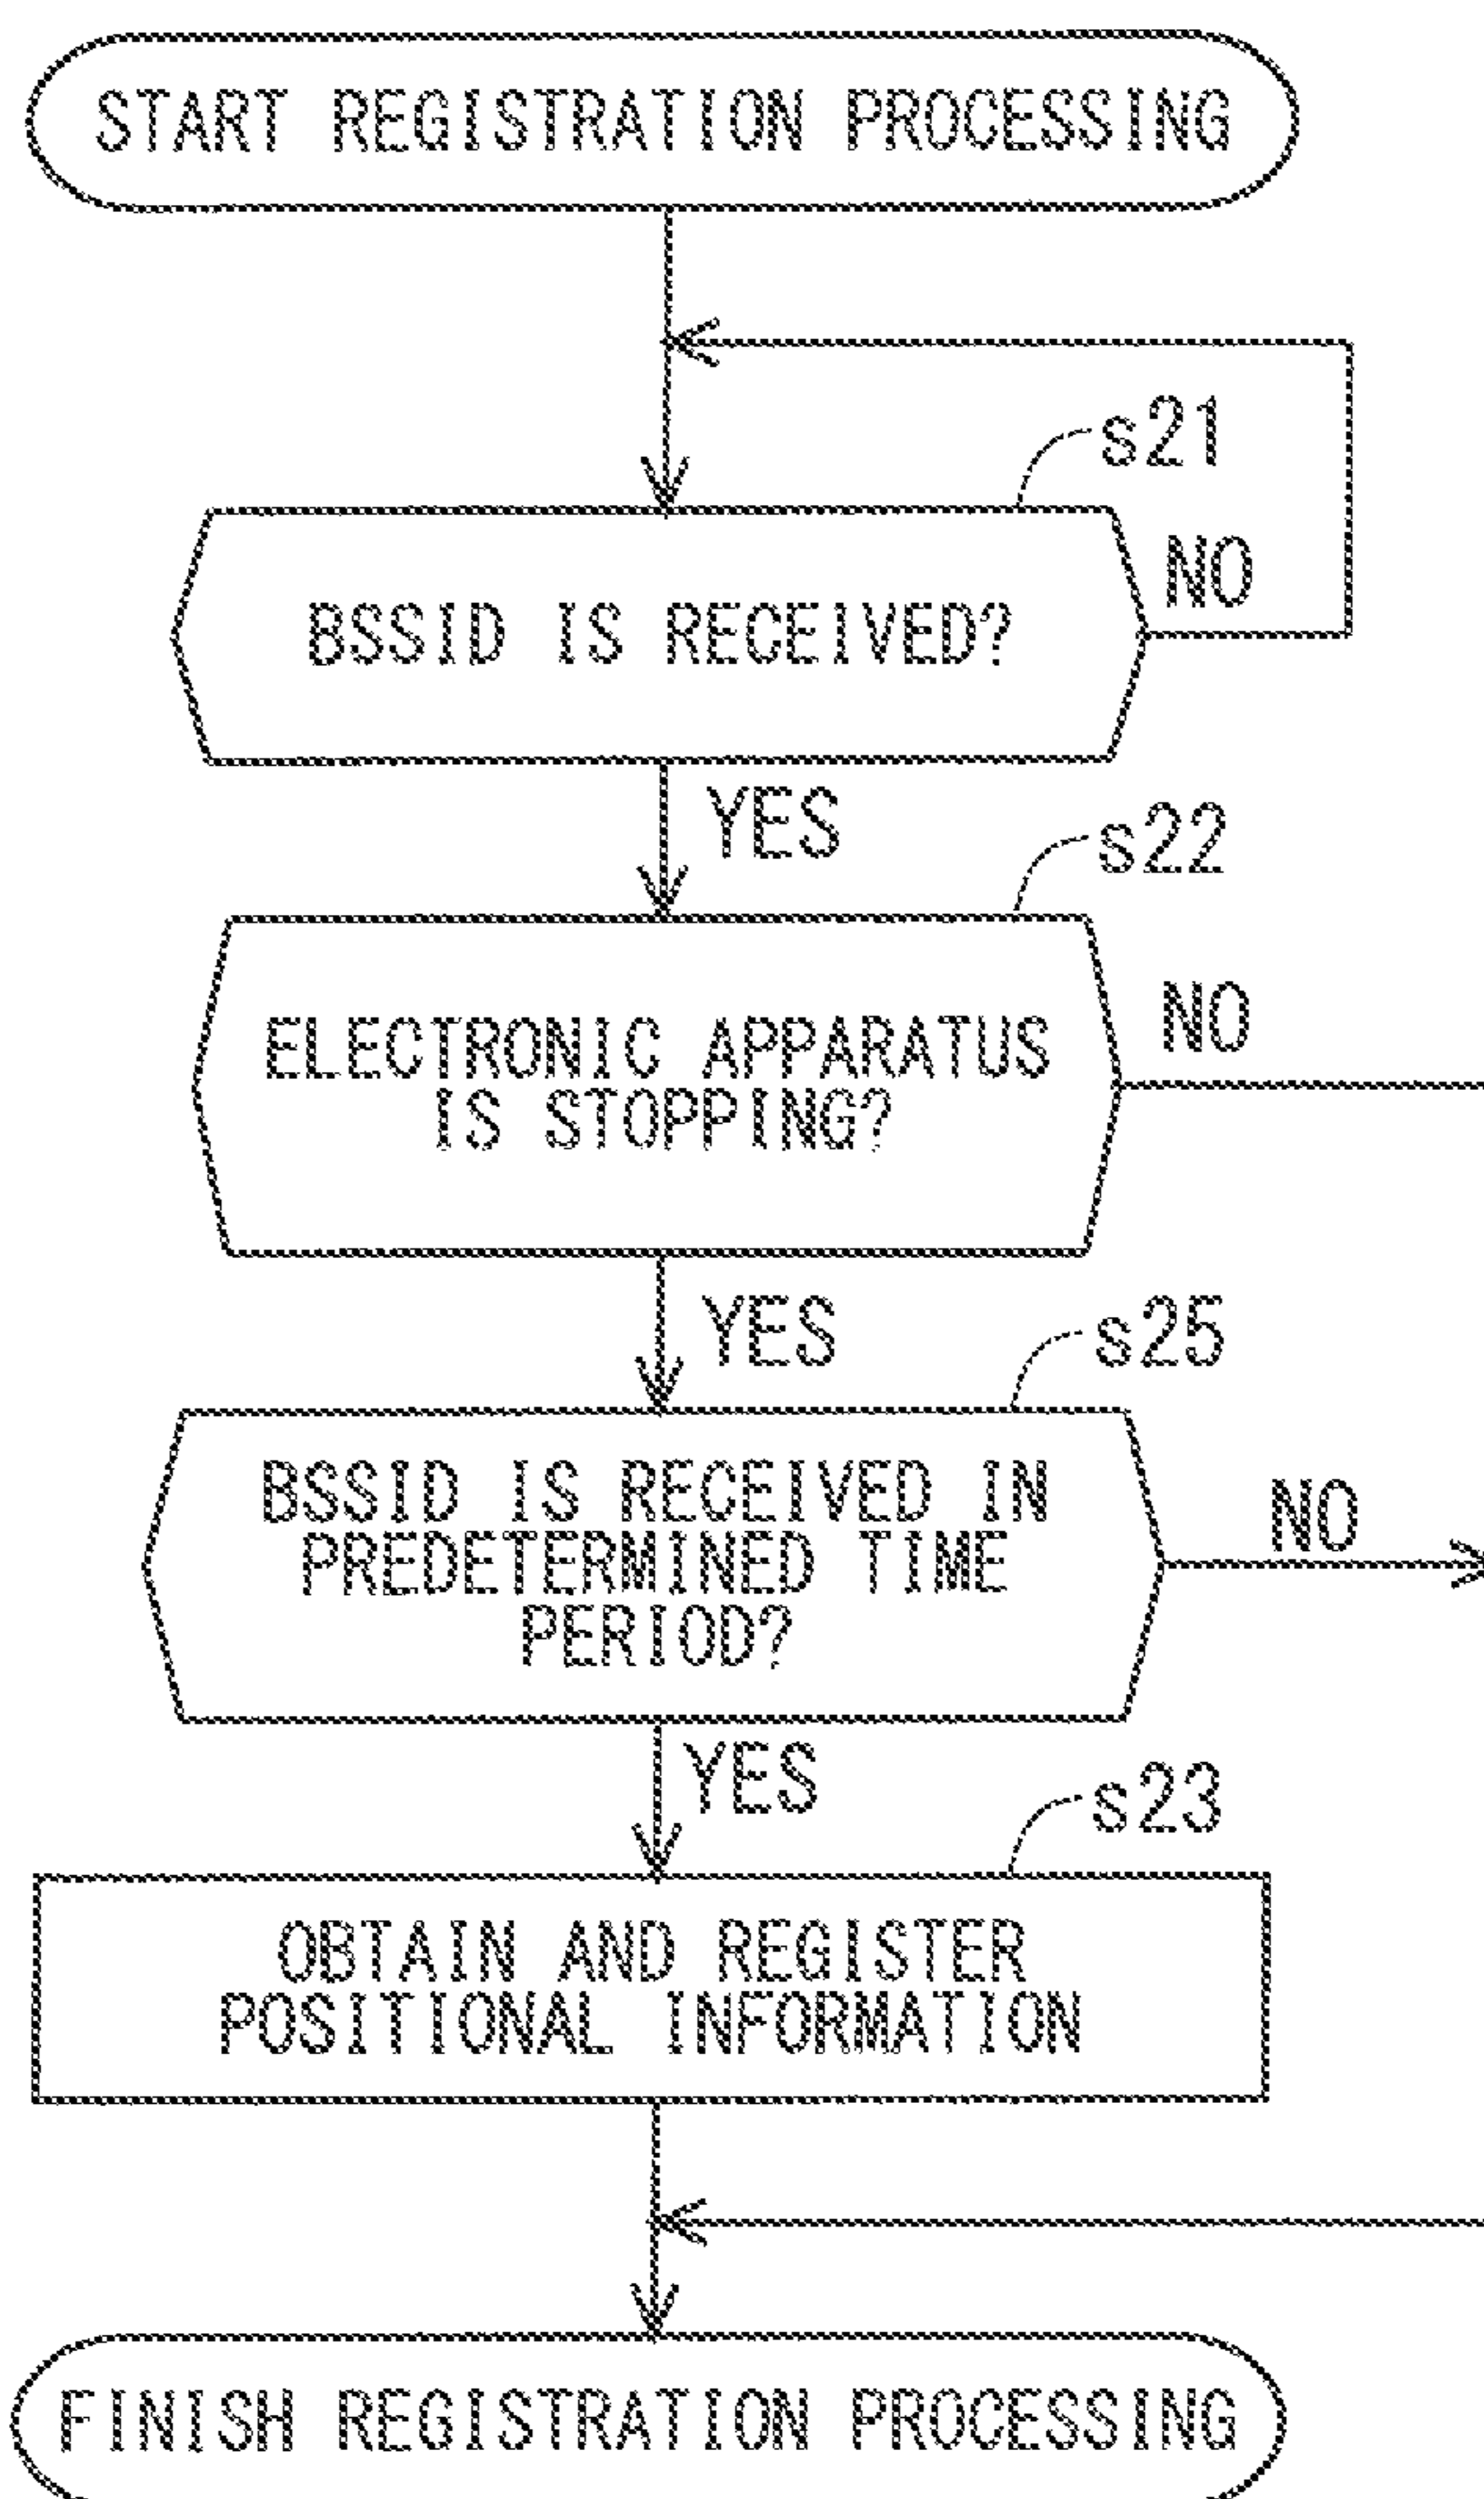 START REGISTRATION PROCESSING
s21
NO
BSSID IS RECEIVED?
YES
s22
NO
ELECTRONIC APPARATUS
IS STOPPING?
YES
s25
BSSID IS RECEIVED IN
PREDETERMINED TIME
PERIOD?
NO
YES
s23
OBTAIN AND REGISTER
POSITIONAL INFORMATION
FINISH REGISTRATION PROCESSING